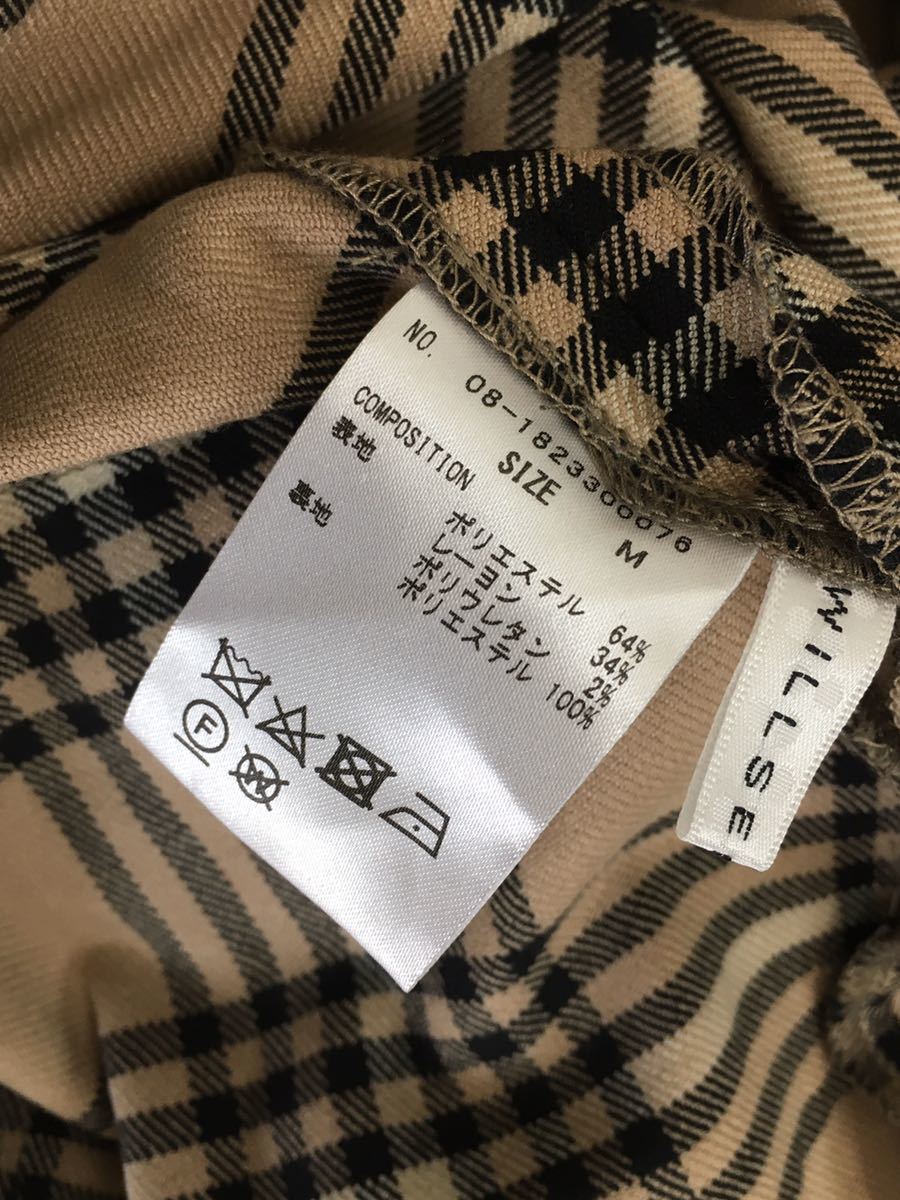 NO. 08-182330007６
SIZE M
COMPOSITION
表地 ポリエステル 64%
レーヨン 34%
ポリウレタン 2%
裏地 ポリエステル 100%
F
W
WILLSE